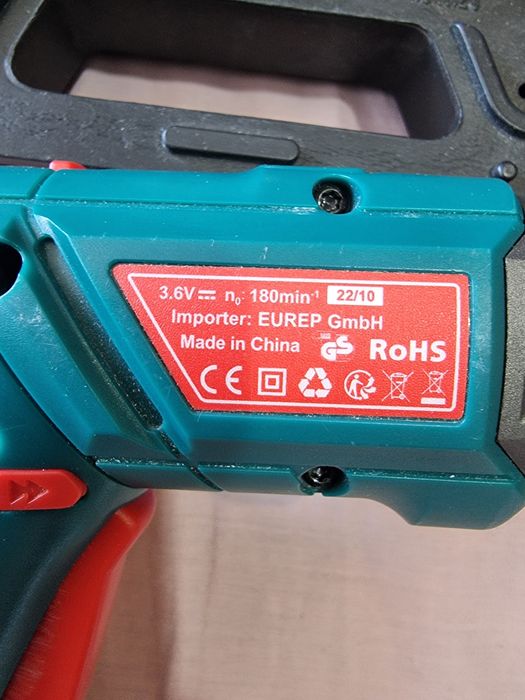 3.6V n₀ 180min⁻¹ 22/10
Importer: EUREP GmbH
Made in China GS RoHS
CE